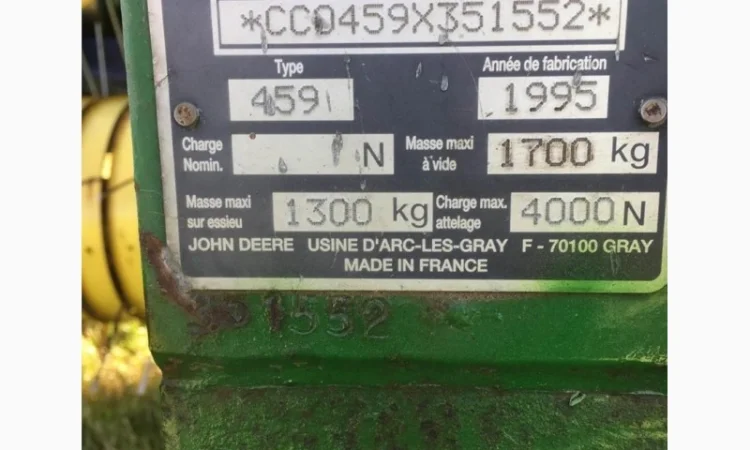 *CC0459X351552*
Type Année de fabrication
459 1995
Charge Nomin. N Masse maxi à vide 1700 kg
Masse maxi sur essieu 1300 kg Charge max. attelage 4000 N
JOHN DEERE USINE D'ARC-LES-GRAY F - 70100 GRAY
MADE IN FRANCE
351552